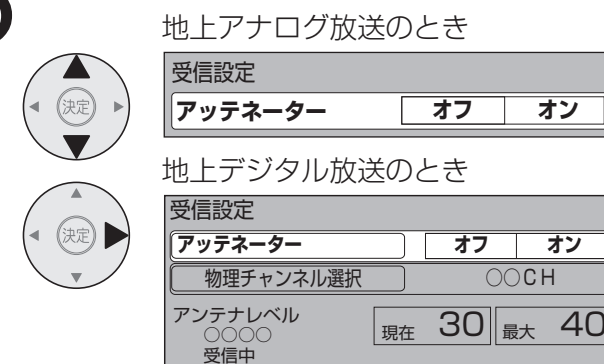 地上アナログ放送のとき
決定
受信設定
アッテネーター オフ オン
地上デジタル放送のとき
決定
受信設定
アッテネーター オフ オン
物理チャンネル選択 ○○CH
アンテナレベル
○○○○ 現在 30 最大 40
受信中